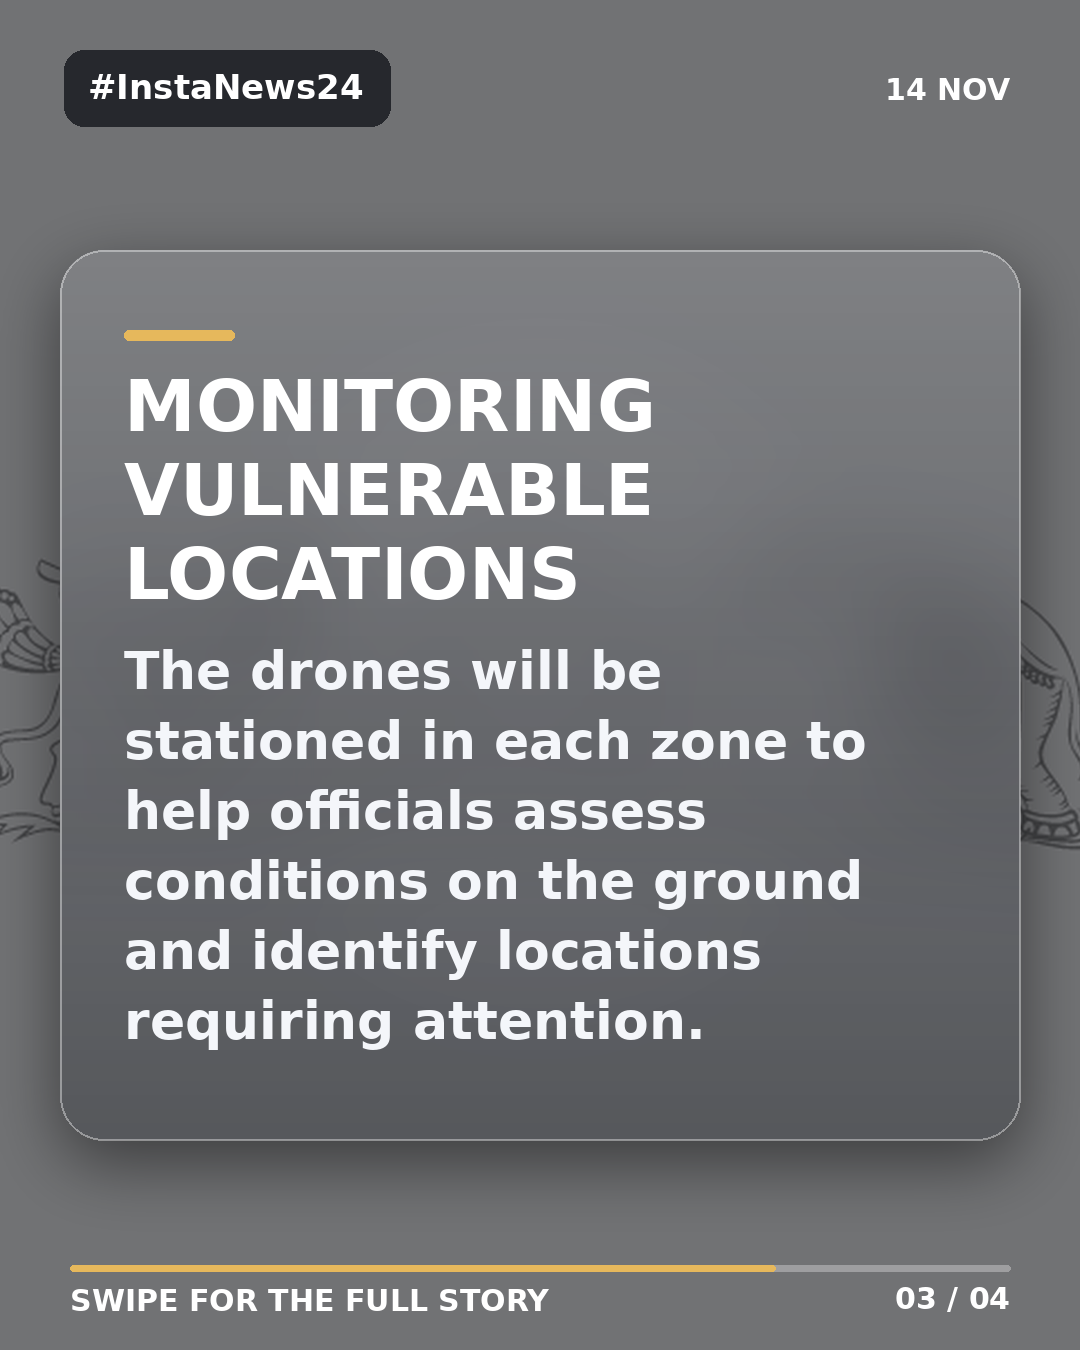 #InstaNews24
14 NOV
MONITORING
VULNERABLE
LOCATIONS
The drones will be
stationed in each zone to
help officials assess
conditions on the ground
and identify locations
requiring attention.
SWIPE FOR THE FULL STORY
03 / 04